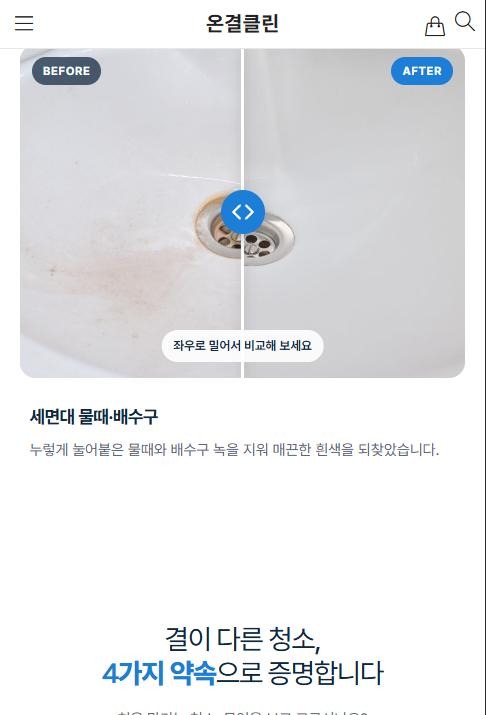 온결클린
BEFORE
AFTER
좌우로 밀어서 비교해 보세요
세면대 물때·배수구
누렇게 눌어붙은 물때와 배수구 녹을 지워 매끈한 흰색을 되찾았습니다.
결이 다른 청소,
4가지 약속으로 증명합니다